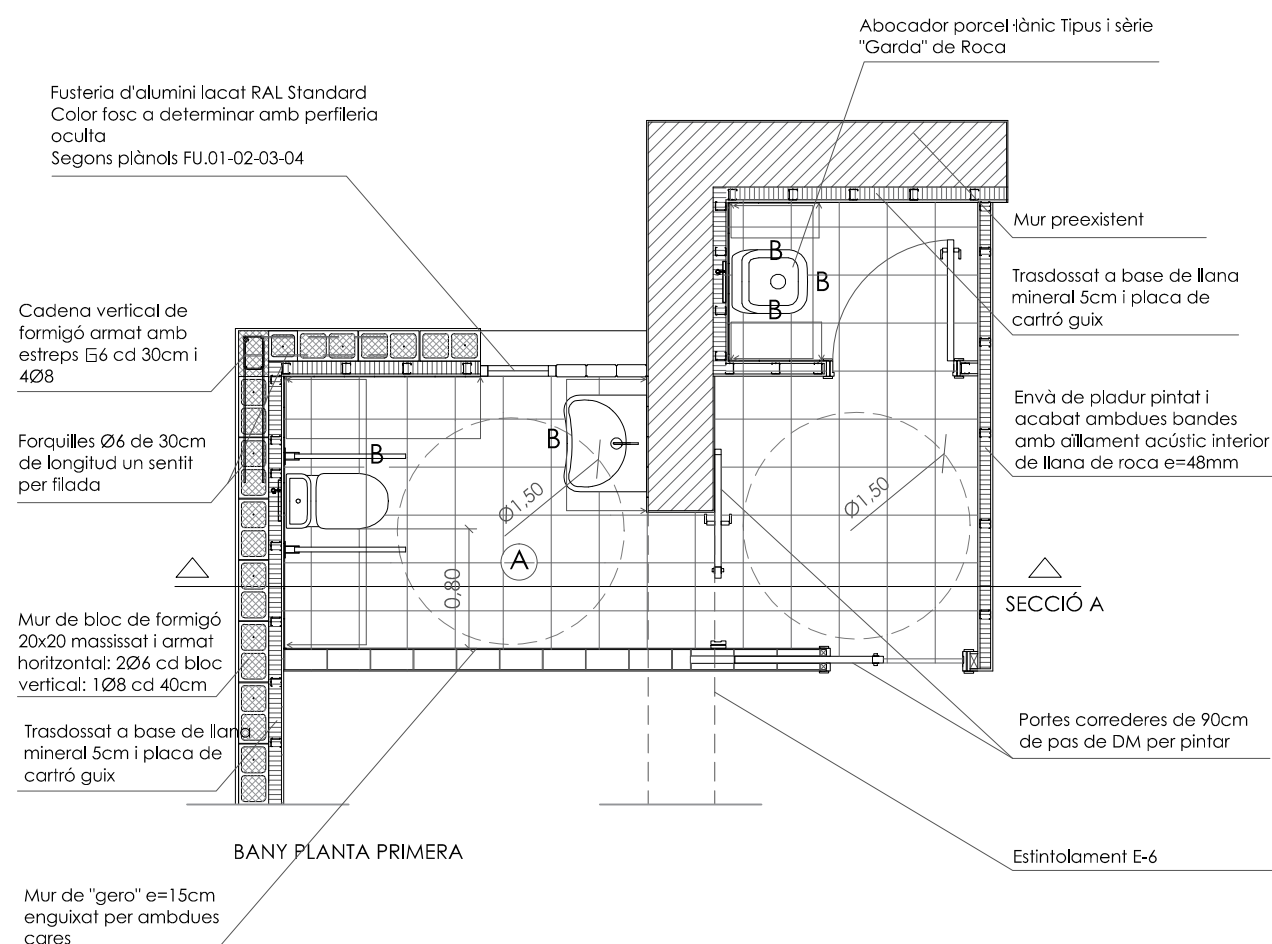 Abocador porcel·lànic Tipus i sèrie
"Garda" de Roca
Fusteria d'alumini lacat RAL Standard
Color fosc a determinar amb perfileria
oculta
Segons plànols FU.01-02-03-04
Mur preexistent
Trasdossat a base de llana
mineral 5cm i placa de
cartró guix
Cadena vertical de
formigó armat amb
estreps 6 cd 30cm i
4Ø8
Envà de pladur pintat i
acabat ambdues bandes
amb aïllament acústic interior
de llana de roca e=48mm
Forquilles Ø6 de 30cm
de longitud un sentit
per filada
B
B
B
B
B
Ø1,50
Ø1,50
A
0,80
SECCIÓ A
Mur de bloc de formigó
20x20 massissat i armat
horitzontal: 2Ø6 cd bloc
vertical: 1Ø8 cd 40cm
Trasdossat a base de llana
mineral 5cm i placa de
cartró guix
Portes correderes de 90cm
de pas de DM per pintar
BANY PLANTA PRIMERA
Estintolament E-6
Mur de "gero" e=15cm
enguixat per ambdues
cares